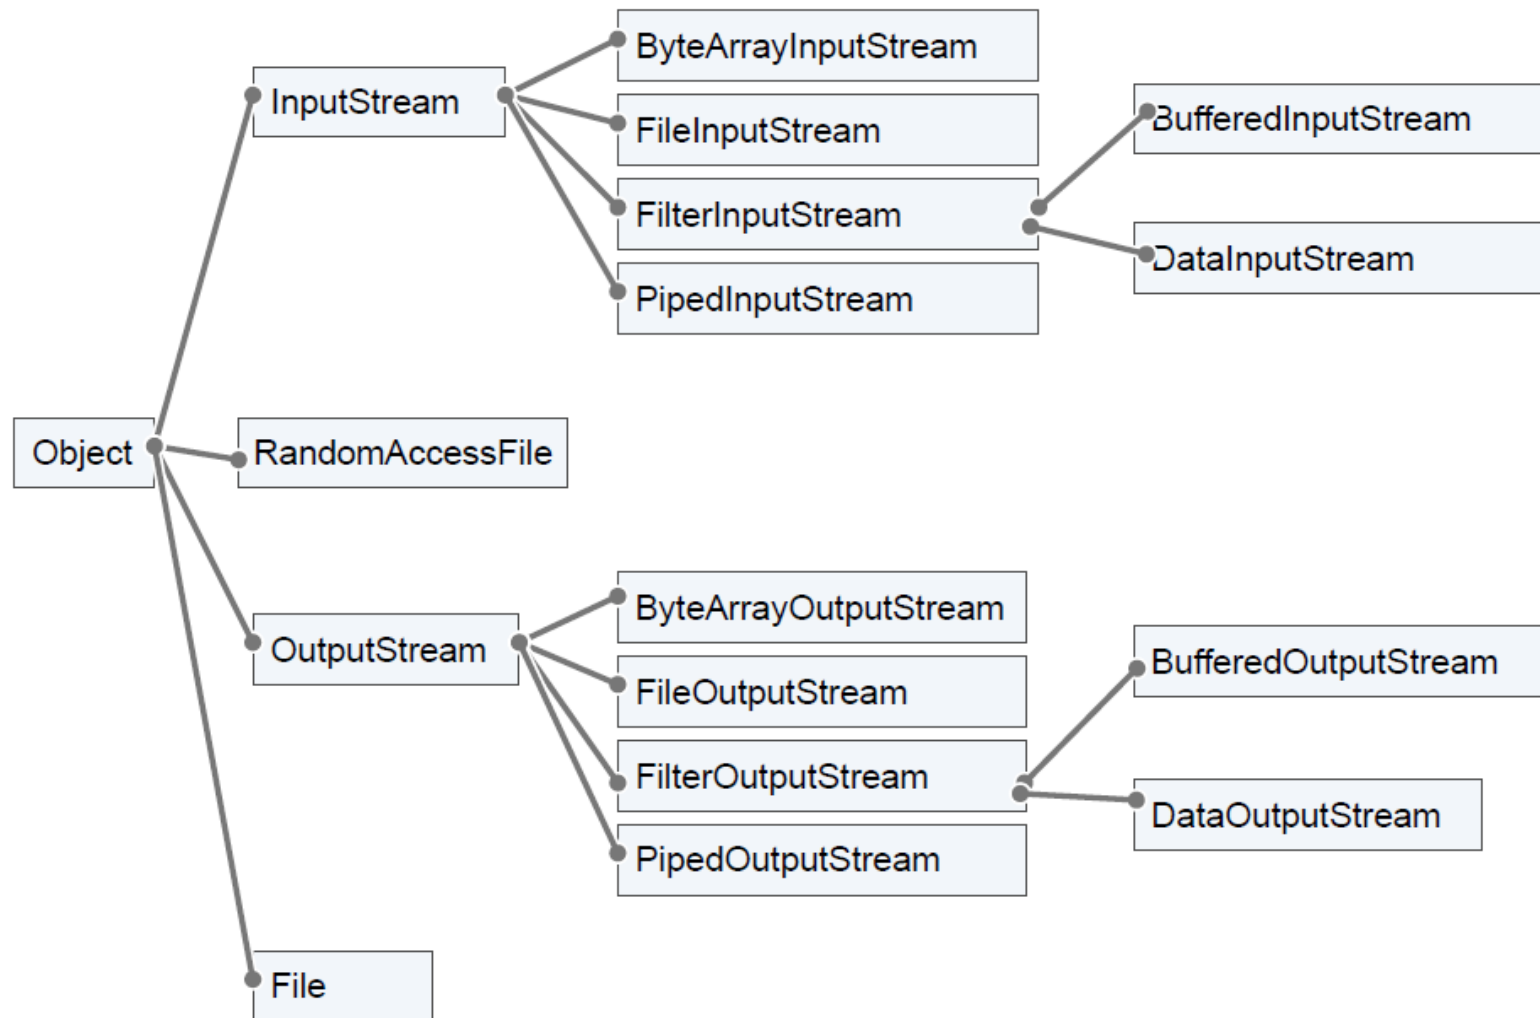 ByteArrayInputStream
InputStream
FileInputStream
BufferedInputStream
FilterInputStream
DataInputStream
PipedInputStream
Object
RandomAccessFile
ByteArrayOutputStream
OutputStream
FileOutputStream
BufferedOutputStream
FilterOutputStream
DataOutputStream
PipedOutputStream
File